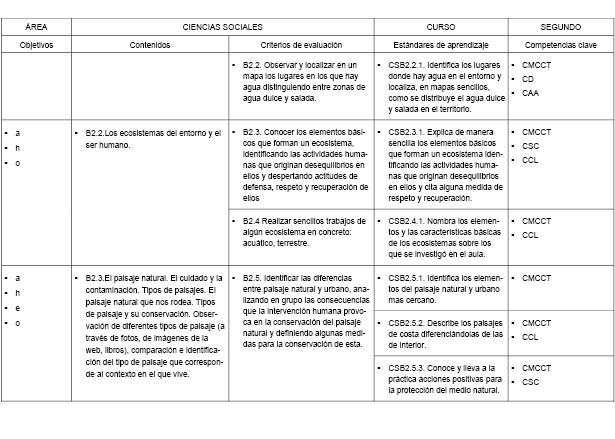 ÁREA CIENCIAS SOCIALES CURSO SEGUNDO
Objetivos Contenidos Criterios de evaluación Estándares de aprendizaje Competencias clave
▪ B2.2. Observar y localizar en un
mapa los lugares en los que hay
agua distinguiendo entre zonas de
agua dulce y salada.
▪ CSB2.2.1. Identifica los lugares
donde hay agua en el entorno y
localiza, en mapas sencillos,
como se distribuye el agua dulce
y salada en el territorio.
▪ CMCCT
▪ CD
▪ CAA
▪ a
▪ h
▪ o
▪ B2.2.Los ecosistemas del entorno y el
ser humano.
▪ B2.3. Conocer los elementos bási-
cos que forman un ecosistema,
identificando las actividades huma-
nas que originan desequilibrios en
ellos y despertando actitudes de
defensa, respeto y recuperación de
ellos
▪ CSB2.3.1. Explica de manera
sencilla los elementos básicos
que forman un ecosistema iden-
tificando las actividades huma-
nas que originan desequilibrios
en ellos y cita alguna medida de
respeto y recuperación.
▪ CMCCT
▪ CSC
▪ CCL
▪ B2.4 Realizar sencillos trabajos de
algún ecosistema en concreto:
acuático, terrestre.
▪ CSB2.4.1. Nombra los elemen-
tos y las características básicas
de los ecosistemas sobre los
que se investigó en el aula.
▪ CMCCT
▪ CCL
▪ a
▪ h
▪ e
▪ o
▪ B2.3.El paisaje natural. El cuidado y la
contaminación. Tipos de paisajes. El
paisaje natural que nos rodea. Tipos
de paisaje y su conservación. Obser-
vación de diferentes tipos de paisaje (a
través de fotos, de imágenes de la
web, libros), comparación e identifica-
ción del tipo de paisaje que correspon-
de al contexto en el que vive.
▪ B2.5. Identificar las diferencias
entre paisaje natural y urbano, ana-
lizando en grupo las consecuencias
que la intervención humana provo-
ca en la conservación del paisaje
natural y definiendo algunas medi-
das para la conservación de esta.
▪ CSB2.5.1. Identifica los elemen-
tos del paisaje natural y urbano
mas cercano.
▪ CMCCT
▪ CSB2.5.2. Describe los paisajes
de costa diferenciándolas de las
de interior.
▪ CMCCT
▪ CCL
▪ CSB2.5.3. Conoce y lleva a la
práctica acciones positivas para
la protección del medio natural.
▪ CMCCT
▪ CSC